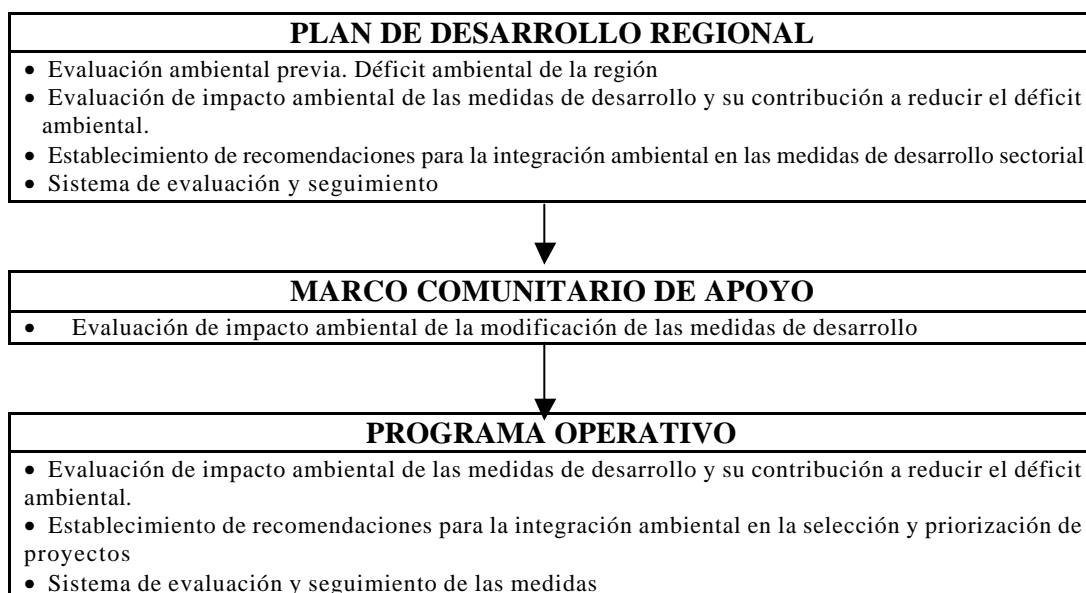 PLAN DE DESARROLLO REGIONAL
• Evaluación ambiental previa. Déficit ambiental de la región
• Evaluación de impacto ambiental de las medidas de desarrollo y su contribución a reducir el déficit
ambiental.
• Establecimiento de recomendaciones para la integración ambiental en las medidas de desarrollo sectorial
• Sistema de evaluación y seguimiento
MARCO COMUNITARIO DE APOYO
• Evaluación de impacto ambiental de la modificación de las medidas de desarrollo
PROGRAMA OPERATIVO
• Evaluación de impacto ambiental de las medidas de desarrollo y su contribución a reducir el déficit
ambiental.
• Establecimiento de recomendaciones para la integración ambiental en la selección y priorización de
proyectos
• Sistema de evaluación y seguimiento de las medidas